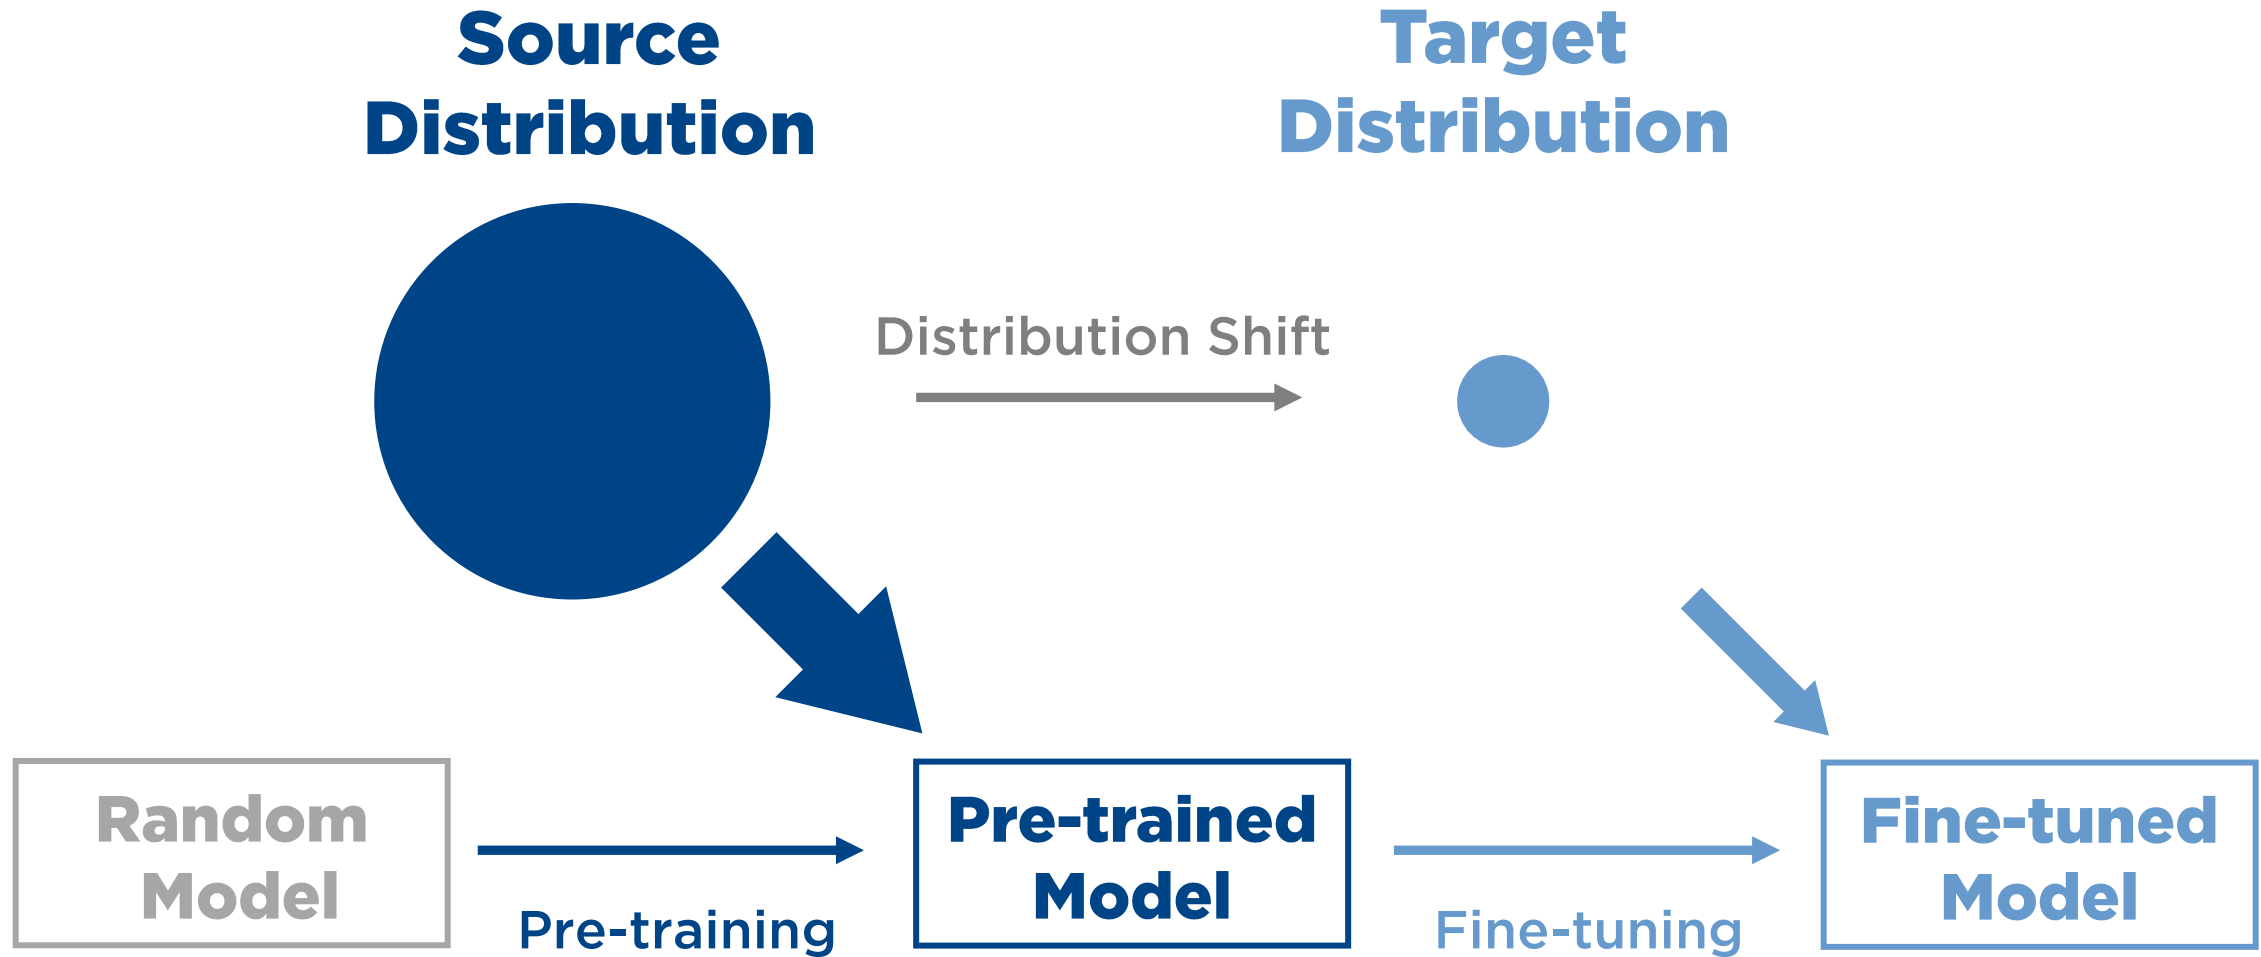 Source
Distribution
Target
Distribution
Distribution Shift
Random
Model
Pre-training
Pre-trained
Model
Fine-tuning
Fine-tuned
Model